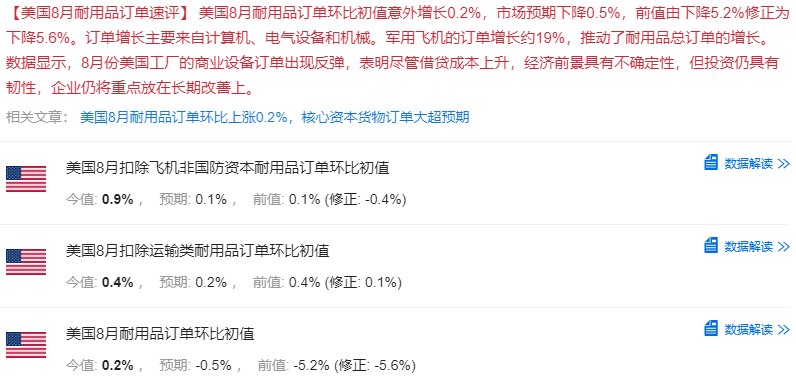 【美国8月耐用品订单速评】 美国8月耐用品订单环比初值意外增长0.2%，市场预期下降0.5%，前值由下降5.2%修正为
下降5.6%。订单增长主要来自计算机、电气设备和机械。军用飞机的订单增长约19%，推动了耐用品总订单的增长。
数据显示，8月份美国工厂的商业设备订单出现反弹，表明尽管借贷成本上升，经济前景具有不确定性，但投资仍具有
韧性，企业仍将重点放在长期改善上。
相关文章： 美国8月耐用品订单环比上涨0.2%，核心资本货物订单大超预期
美国8月扣除飞机非国防资本耐用品订单环比初值 数据解读
今值: 0.9%， 预期: 0.1%， 前值: 0.1% (修正: -0.4%)
美国8月扣除运输类耐用品订单环比初值 数据解读
今值: 0.4%， 预期: 0.2%， 前值: 0.4% (修正: 0.1%)
美国8月耐用品订单环比初值 数据解读
今值: 0.2%， 预期: -0.5%， 前值: -5.2% (修正: -5.6%)